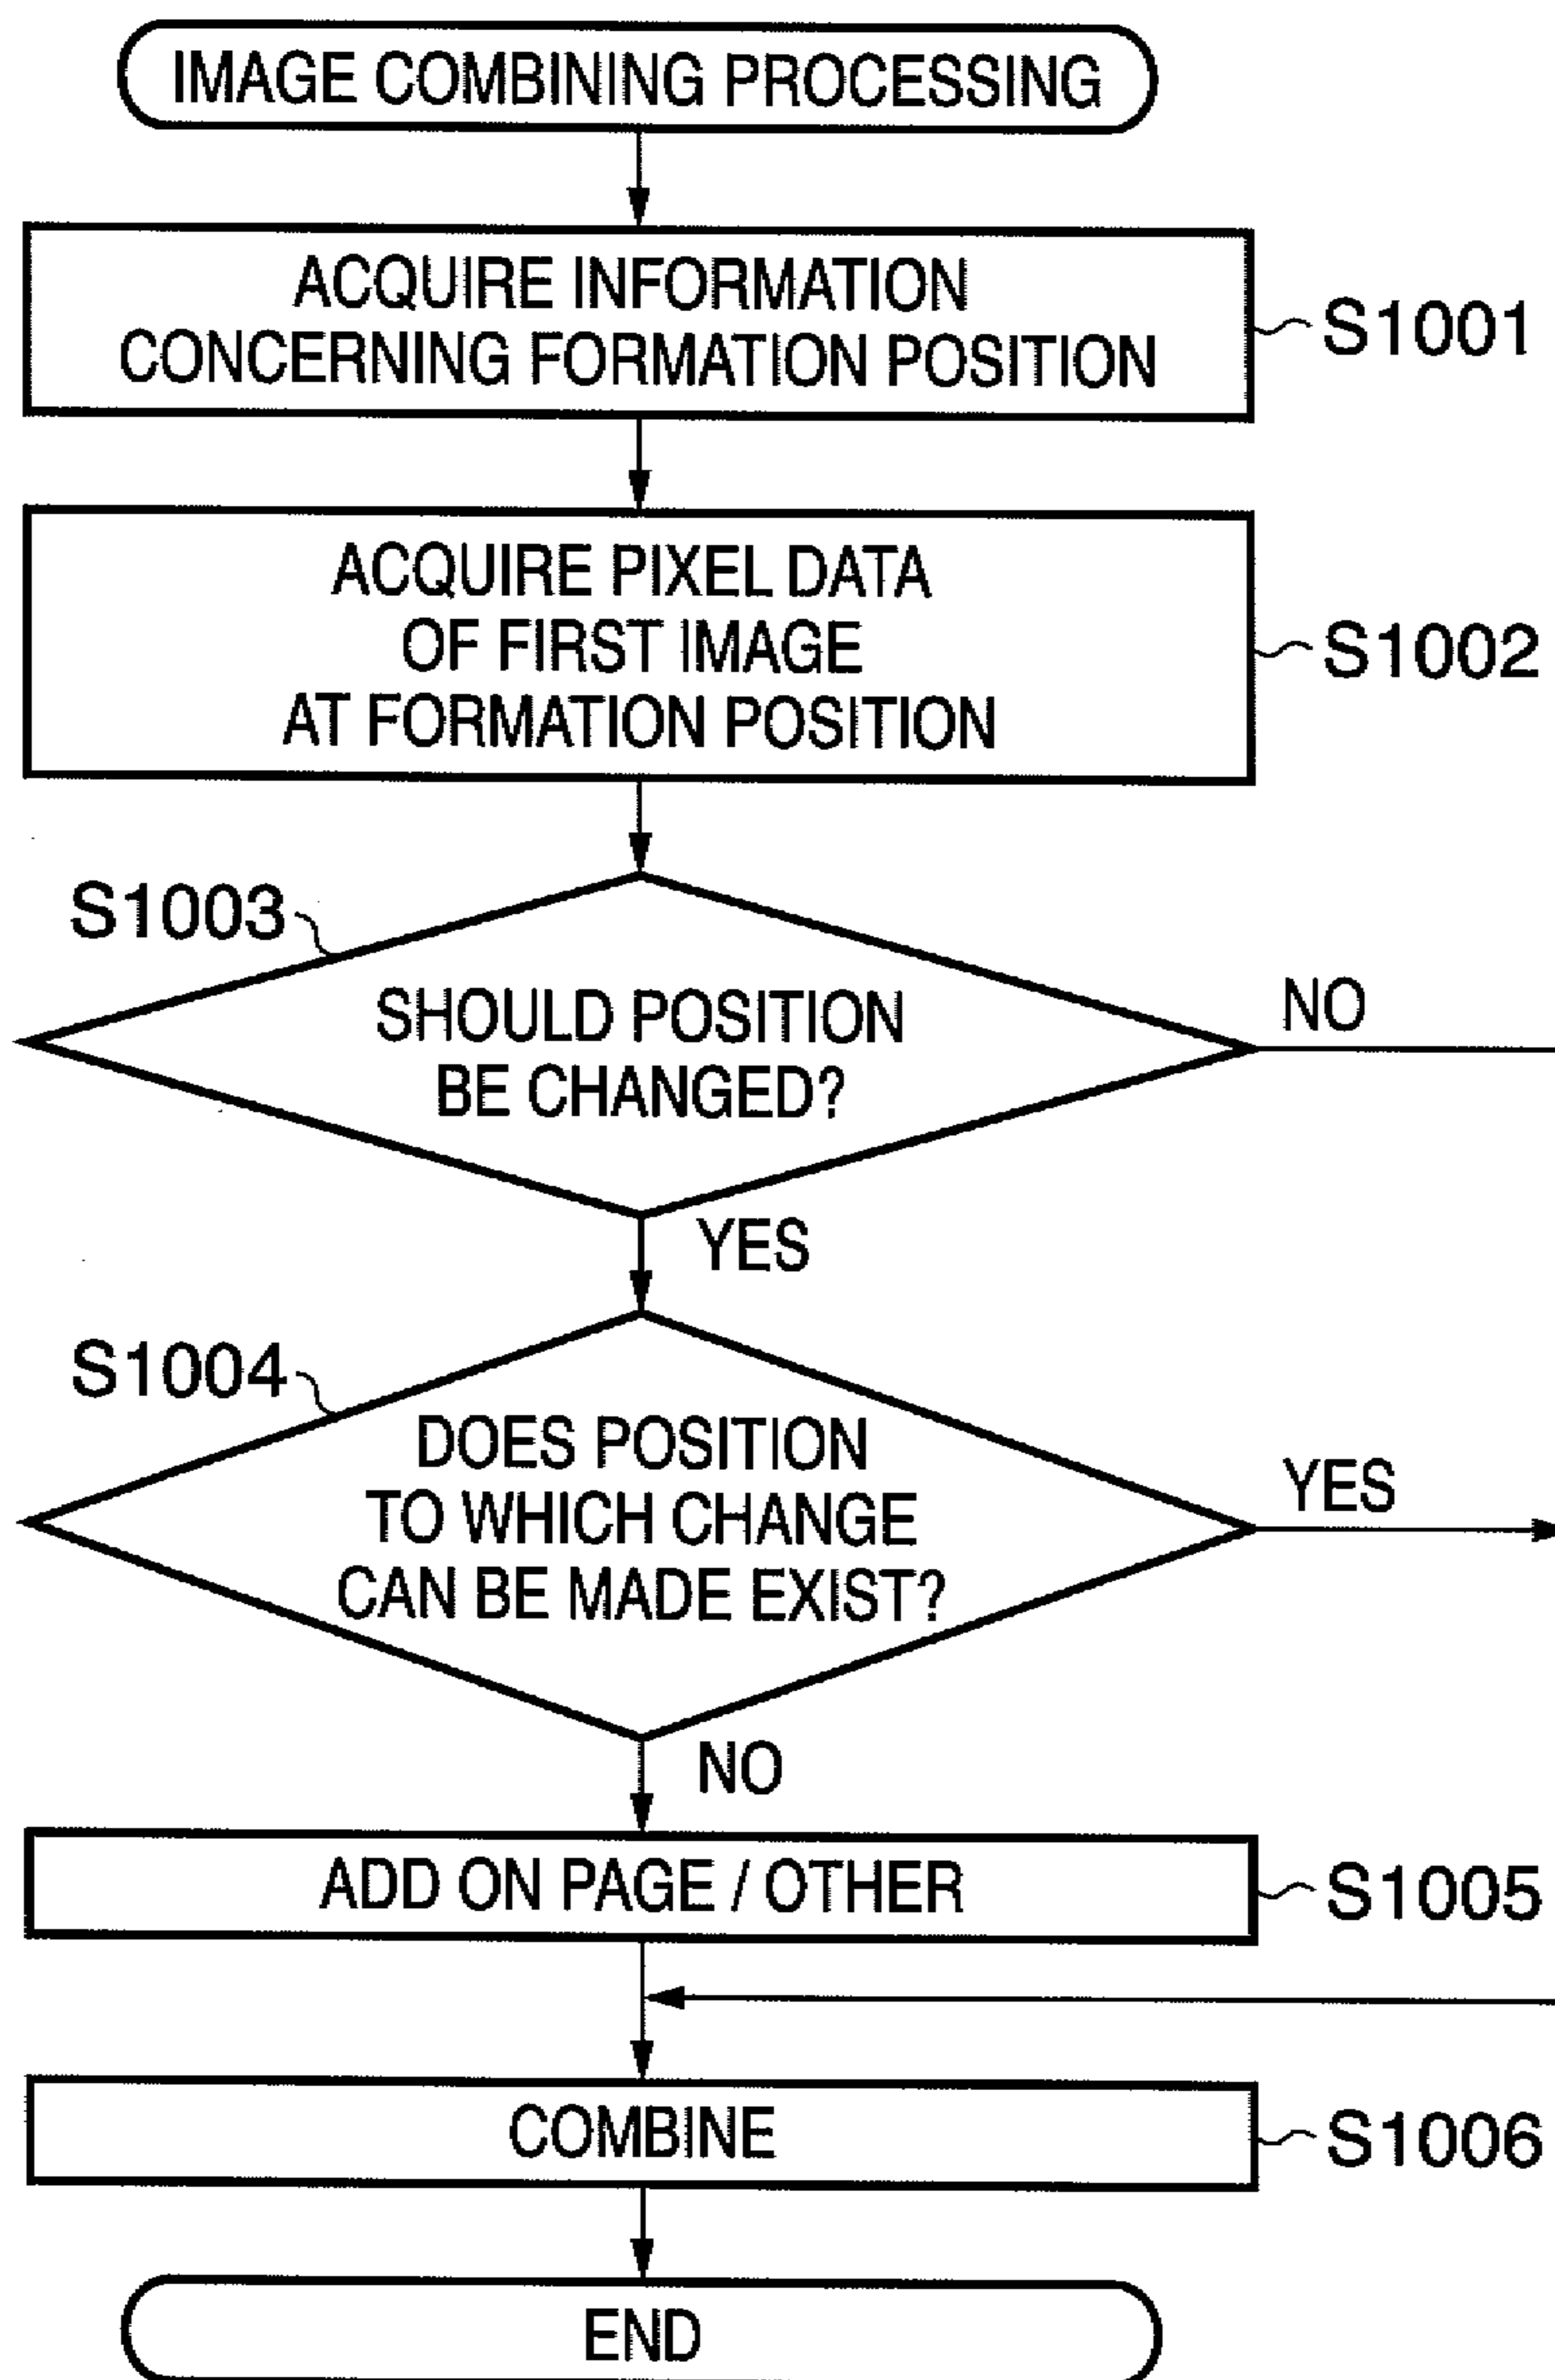 IMAGE COMBINING PROCESSING
ACQUIRE INFORMATION
CONCERNING FORMATION POSITION
S1001
ACQUIRE PIXEL DATA
OF FIRST IMAGE
AT FORMATION POSITION
S1002
S1003
SHOULD POSITION
BE CHANGED?
NO
YES
S1004
DOES POSITION
TO WHICH CHANGE
CAN BE MADE EXIST?
YES
NO
ADD ON PAGE / OTHER
S1005
COMBINE
S1006
END